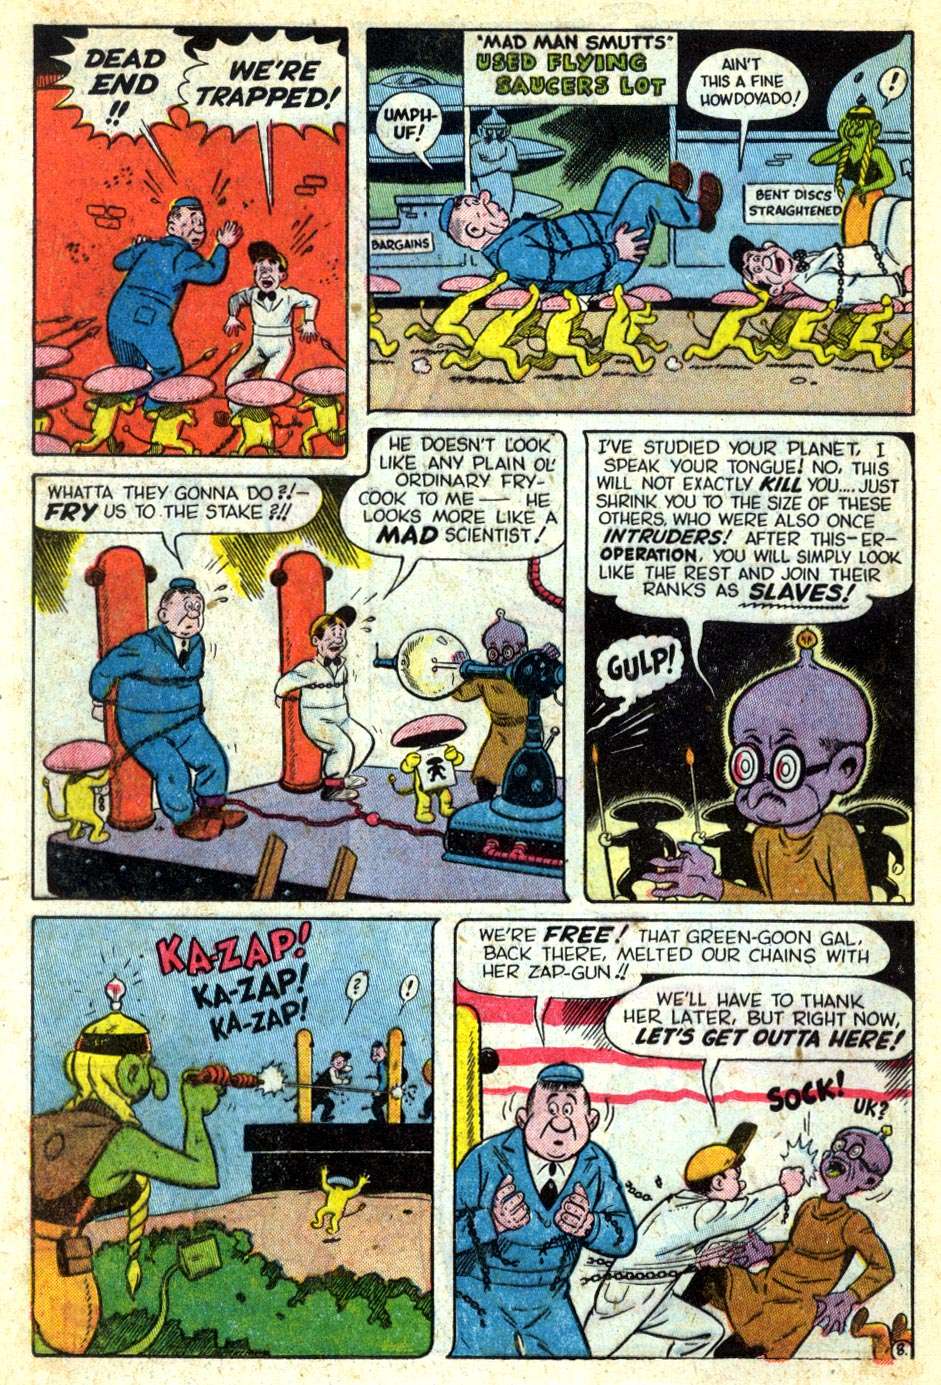 DEAD
END
!!
WE'RE
TRAPPED!
"MAD MAN SMUTTS"
USED FLYING
SAUCERS LOT
UMPH-
UF!
AIN'T
THIS A FINE
HOWDOYADO!
!
BARGAINS
BENT DISCS
STRAIGHTENED
WHATTA THEY GONNA DO?!-
FRY US TO THE STAKE?!!
HE DOESN'T LOOK
LIKE ANY PLAIN OL'
ORDINARY FRY-
COOK TO ME — HE
LOOKS MORE LIKE A
MAD SCIENTIST!
I'VE STUDIED YOUR PLANET, I
SPEAK YOUR TONGUE! NO, THIS
WILL NOT EXACTLY KILL YOU....JUST
SHRINK YOU TO THE SIZE OF THESE
OTHERS, WHO WERE ALSO ONCE
INTRUDERS! AFTER THIS-ER-
OPERATION, YOU WILL SIMPLY LOOK
LIKE THE REST AND JOIN THEIR
RANKS AS SLAVES!
GULP!
KA-ZAP!
KA-ZAP!
KA-ZAP!
?
!
WE'RE FREE! THAT GREEN-GOON GAL,
BACK THERE, MELTED OUR CHAINS WITH
HER ZAP-GUN!!
WE'LL HAVE TO THANK
HER LATER, BUT RIGHT NOW,
LET'S GET OUTTA HERE!
SOCK!
UK?
8.